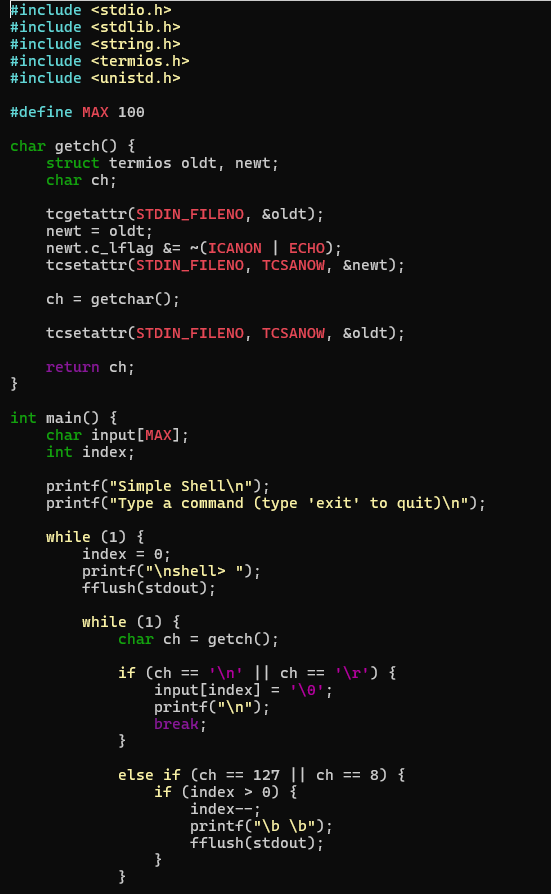 #include <stdio.h>
#include <stdlib.h>
#include <string.h>
#include <termios.h>
#include <unistd.h>

#define MAX 100

char getch() {
    struct termios oldt, newt;
    char ch;

    tcgetattr(STDIN_FILENO, &oldt);
    newt = oldt;
    newt.c_lflag &= ~(ICANON | ECHO);
    tcsetattr(STDIN_FILENO, TCSANOW, &newt);

    ch = getchar();

    tcsetattr(STDIN_FILENO, TCSANOW, &oldt);

    return ch;
}

int main() {
    char input[MAX];
    int index;

    printf("Simple Shell\n");
    printf("Type a command (type 'exit' to quit)\n");

    while (1) {
        index = 0;
        printf("\nshell> ");
        fflush(stdout);

        while (1) {
            char ch = getch();

            if (ch == '\n' || ch == '\r') {
                input[index] = '\0';
                printf("\n");
                break;
            }

            else if (ch == 127 || ch == 8) {
                if (index > 0) {
                    index--;
                    printf("\b \b");
                    fflush(stdout);
                }
            }